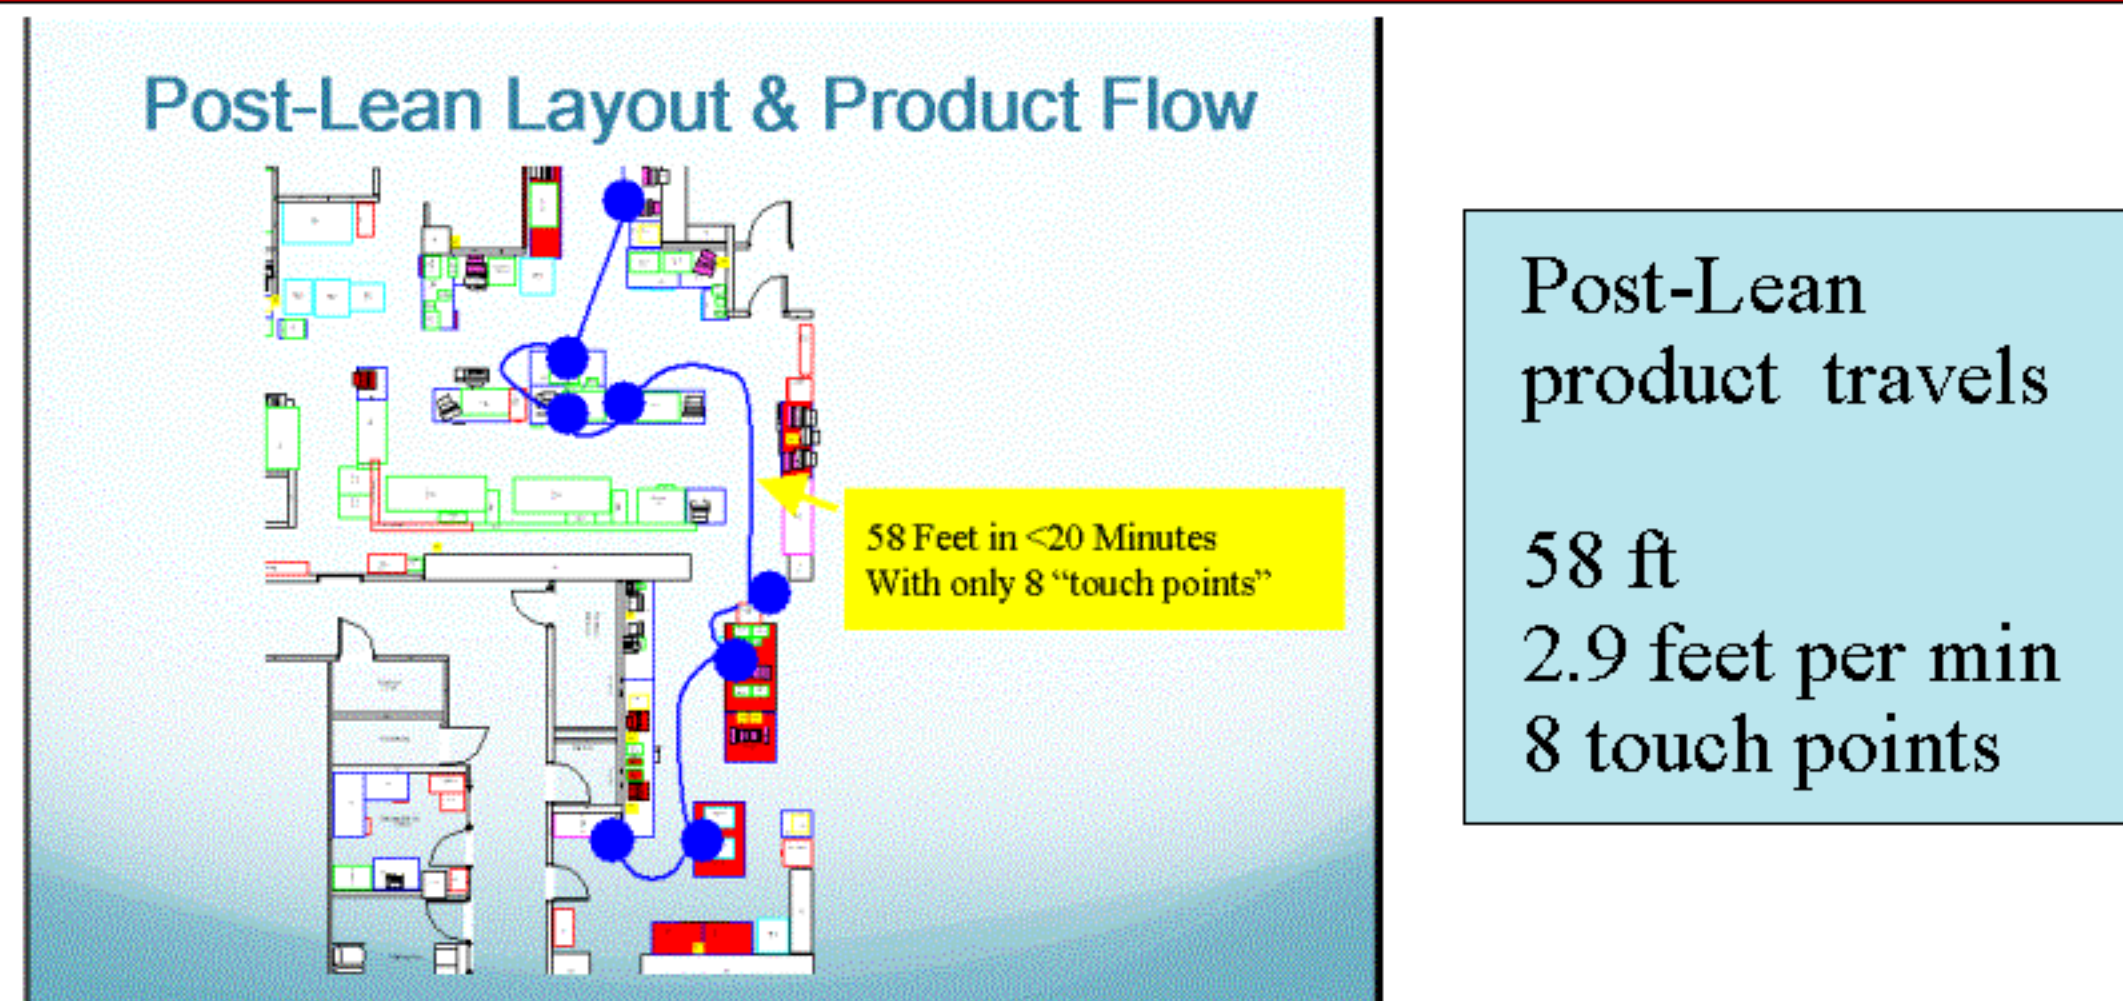 Post-Lean Layout & Product Flow
58 Feet in <20 Minutes
With only 8 “touch points”
Post-Lean
product travels
58 ft
2.9 feet per min
8 touch points